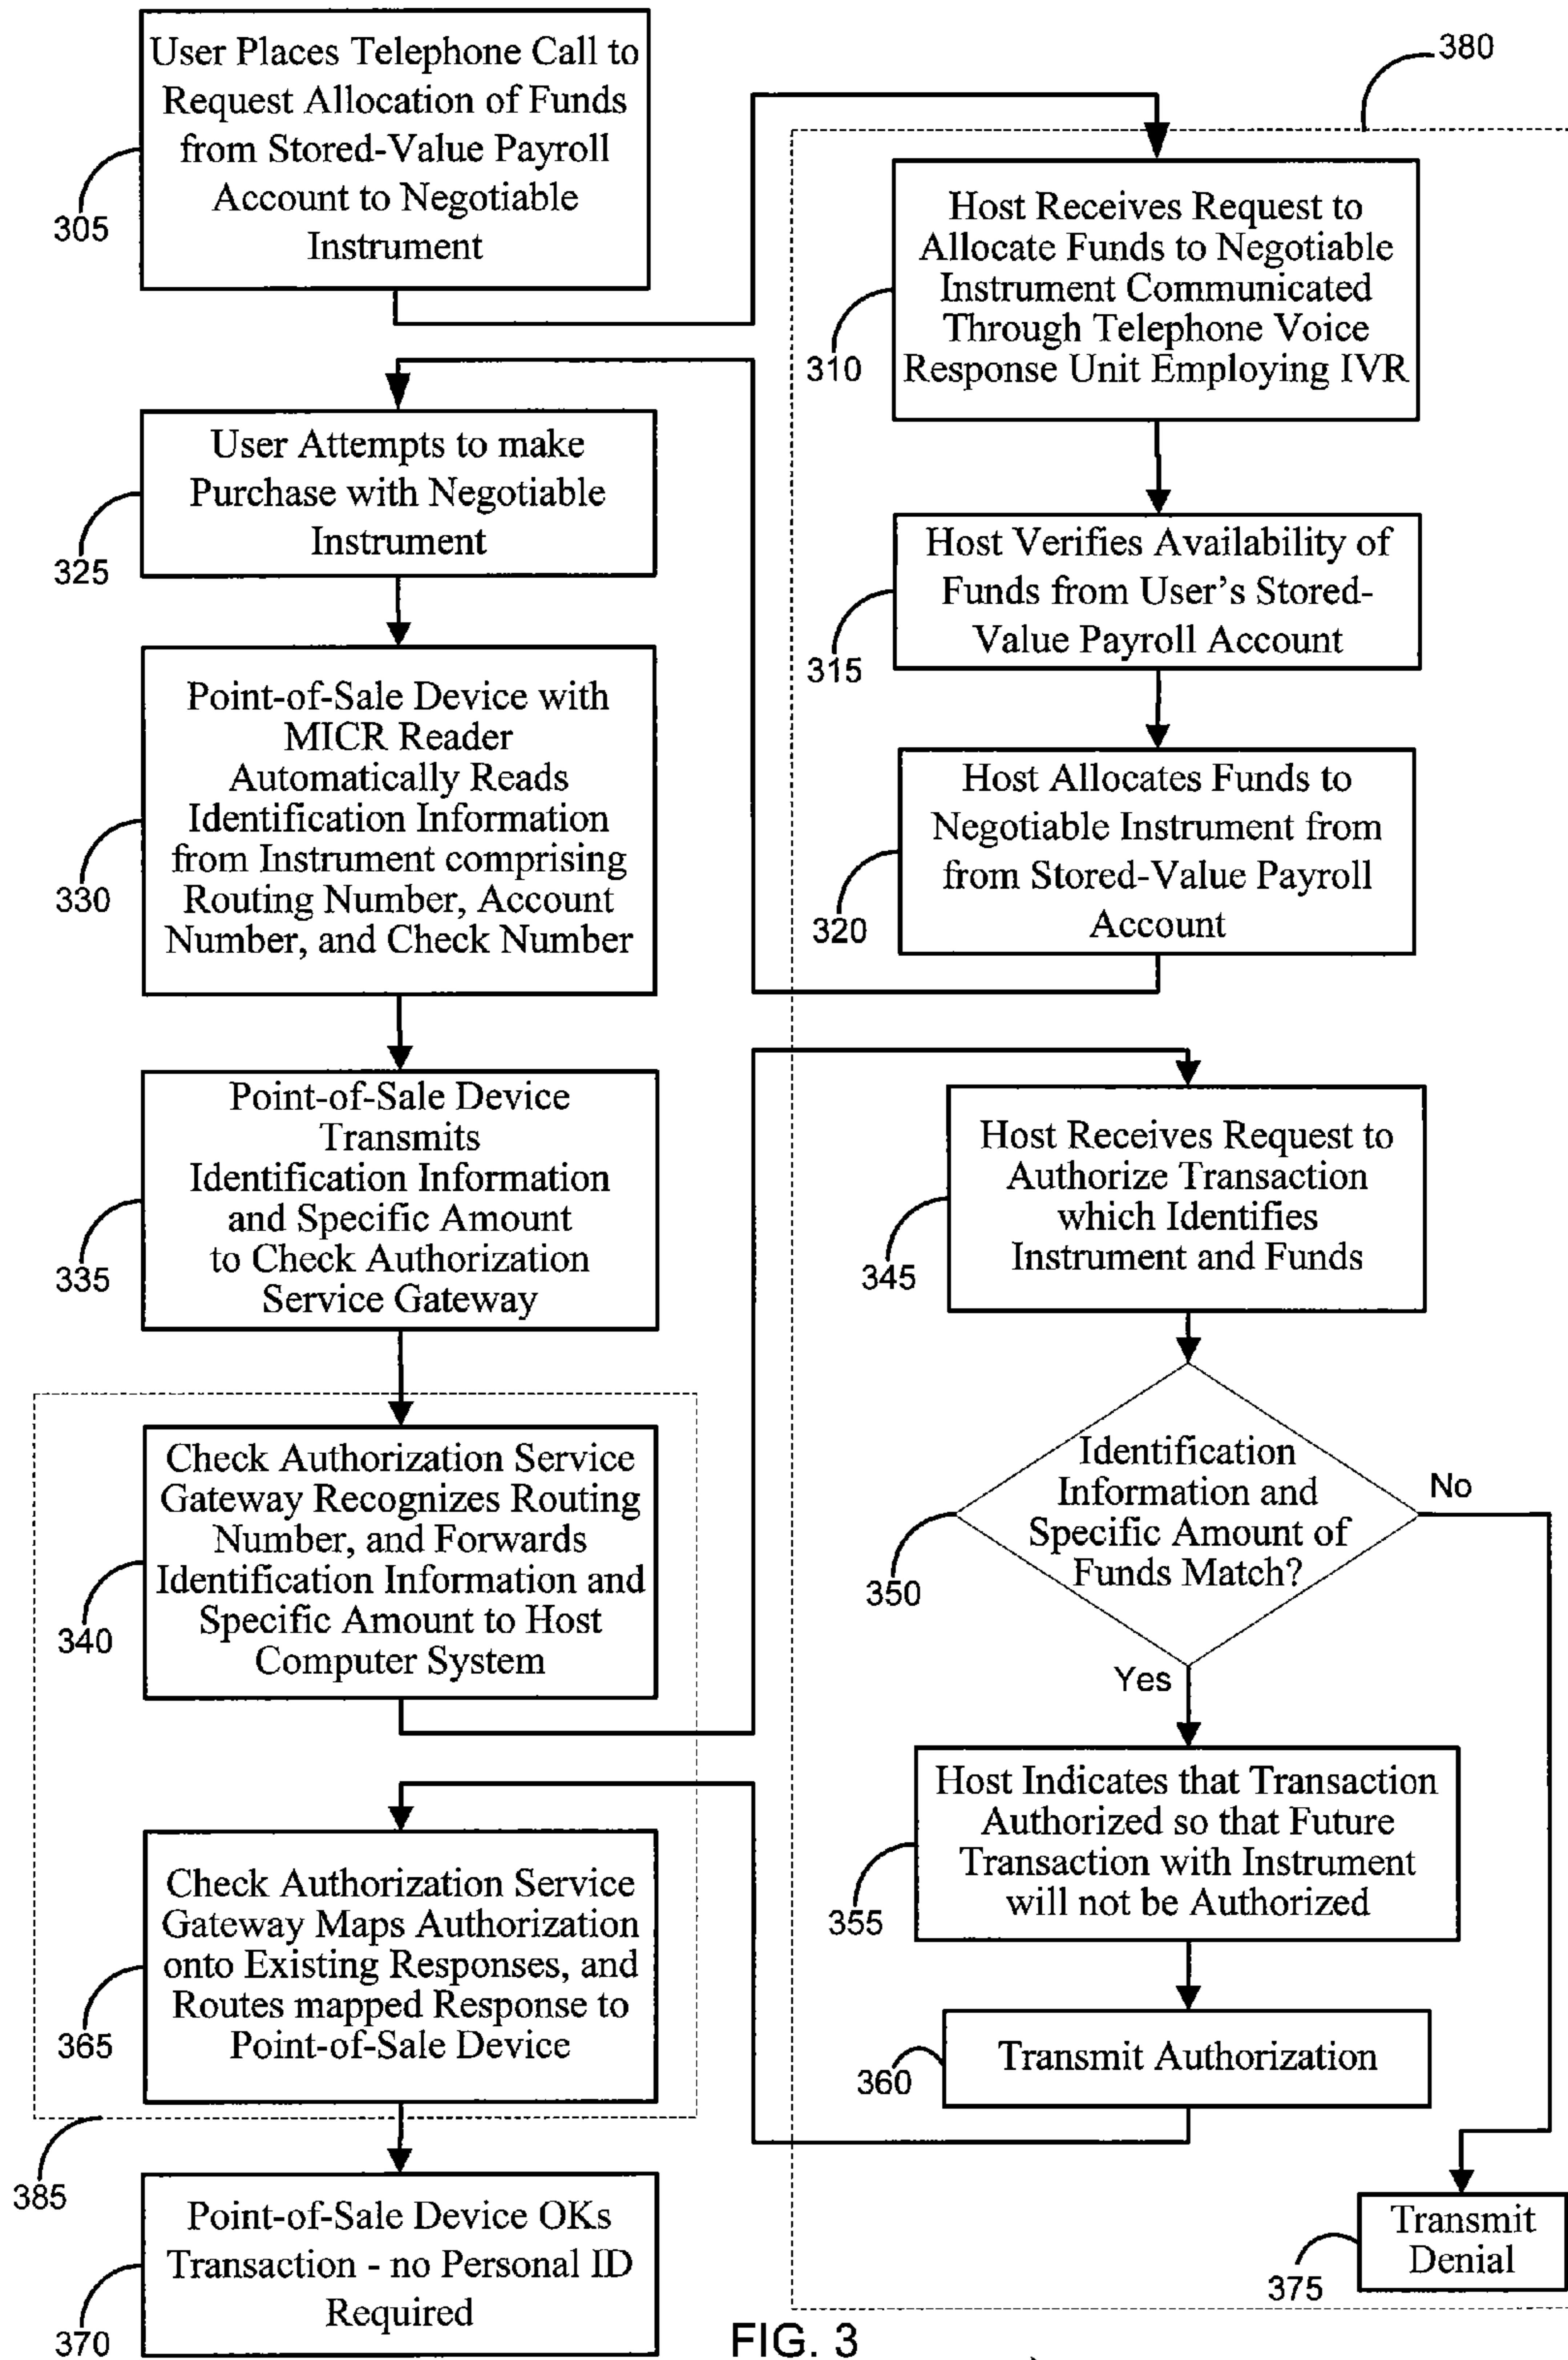 User Places Telephone Call to
Request Allocation of Funds
from Stored-Value Payroll
Account to Negotiable
Instrument
305
380
Host Receives Request to
Allocate Funds to Negotiable
Instrument Communicated
Through Telephone Voice
Response Unit Employing IVR
310
Host Verifies Availability of
Funds from User's Stored-
Value Payroll Account
315
Host Allocates Funds to
Negotiable Instrument from
from Stored-Value Payroll
Account
320
User Attempts to make
Purchase with Negotiable
Instrument
325
Point-of-Sale Device with
MICR Reader
Automatically Reads
Identification Information
from Instrument comprising
Routing Number, Account
Number, and Check Number
330
Point-of-Sale Device
Transmits
Identification Information
and Specific Amount
to Check Authorization
Service Gateway
335
Check Authorization Service
Gateway Recognizes Routing
Number, and Forwards
Identification Information and
Specific Amount to Host
Computer System
340
Host Receives Request to
Authorize Transaction
which Identifies
Instrument and Funds
345
Identification
Information and
Specific Amount of
Funds Match?
350
No
Yes
Host Indicates that Transaction
Authorized so that Future
Transaction with Instrument
will not be Authorized
355
Transmit Authorization
360
Check Authorization Service
Gateway Maps Authorization
onto Existing Responses, and
Routes mapped Response to
Point-of-Sale Device
365
385
Point-of-Sale Device OKs
Transaction - no Personal ID
Required
370
Transmit
Denial
375
FIG. 3